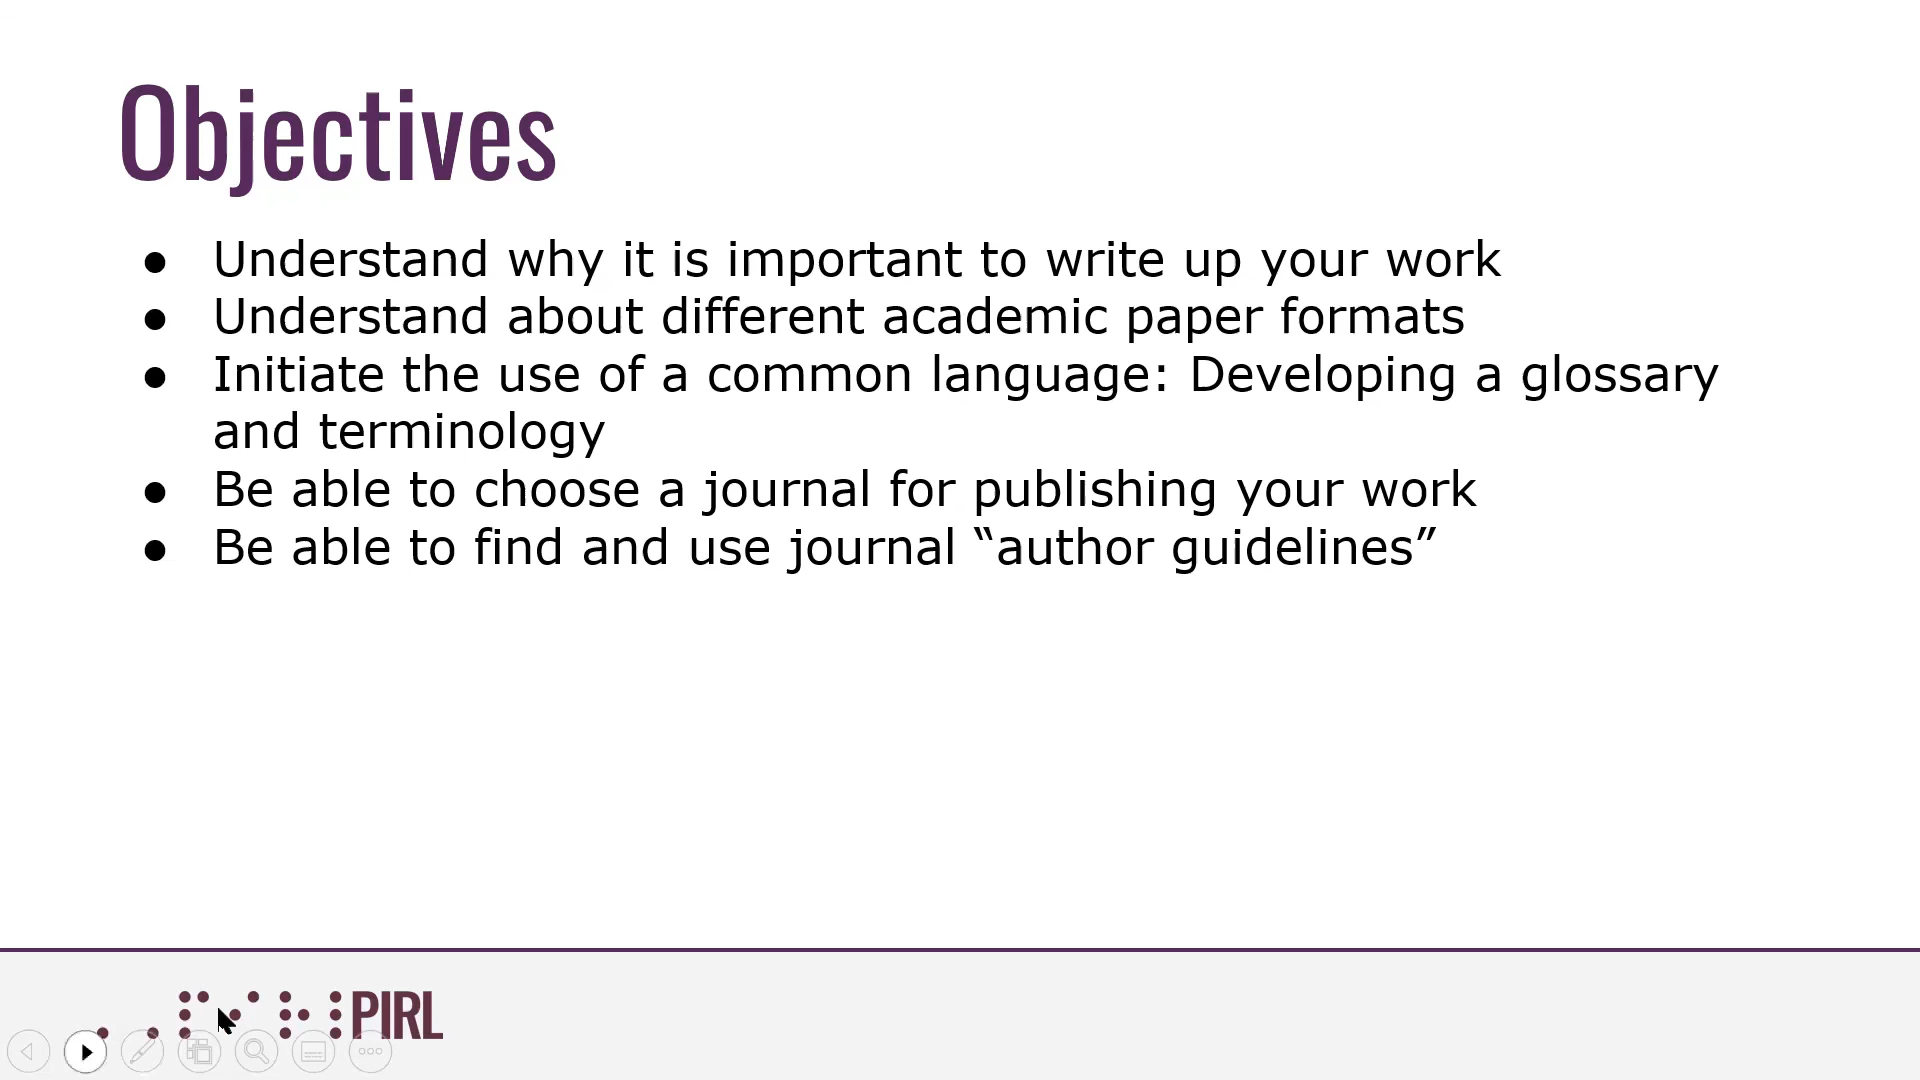 Objectives
● Understand why it is important to write up your work
● Understand about different academic paper formats
● Initiate the use of a common language: Developing a glossary
and terminology
● Be able to choose a journal for publishing your work
● Be able to find and use journal “author guidelines”
PIRL